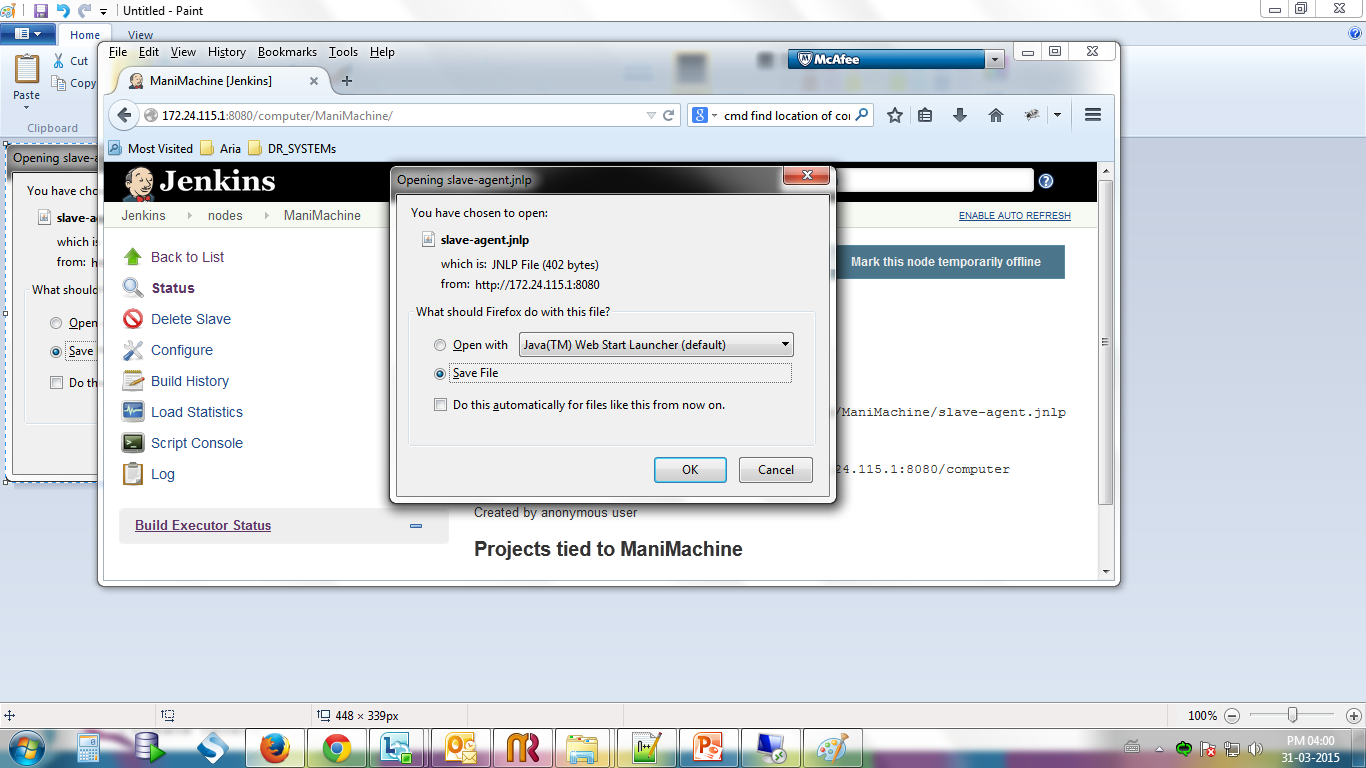 Untitled - Paint
Home
View
Paste
Cut
Copy
Clipboard
File Edit View History Bookmarks Tools Help
McAfee
ManiMachine [Jenkins]
172.24.115.1:8080/computer/ManiMachine/
cmd find location of
Most Visited
Aria
DR_SYSTEMs
Jenkins
Jenkins
nodes
ManiMachine
ENABLE AUTO REFRESH
Back to List
Status
Delete Slave
Configure
Build History
Load Statistics
Script Console
Log
Build Executor Status
Mark this node temporarily offline
/ManiMachine/slave-agent.jnlp
24.115.1:8080/computer
Created by anonymous user
Projects tied to ManiMachine
Opening slave-agent.jnlp
You have chosen to open:
slave-agent.jnlp
which is: JNLP File (402 bytes)
from: http://172.24.115.1:8080
What should Firefox do with this file?
Open with
Java(TM) Web Start Launcher (default)
Save File
Do this automatically for files like this from now on.
OK
Cancel
Opening slave-a
You have
which is
from:
What should
Open
Save
Do
448 × 339px
100%
PM 04:00
31-03-2015